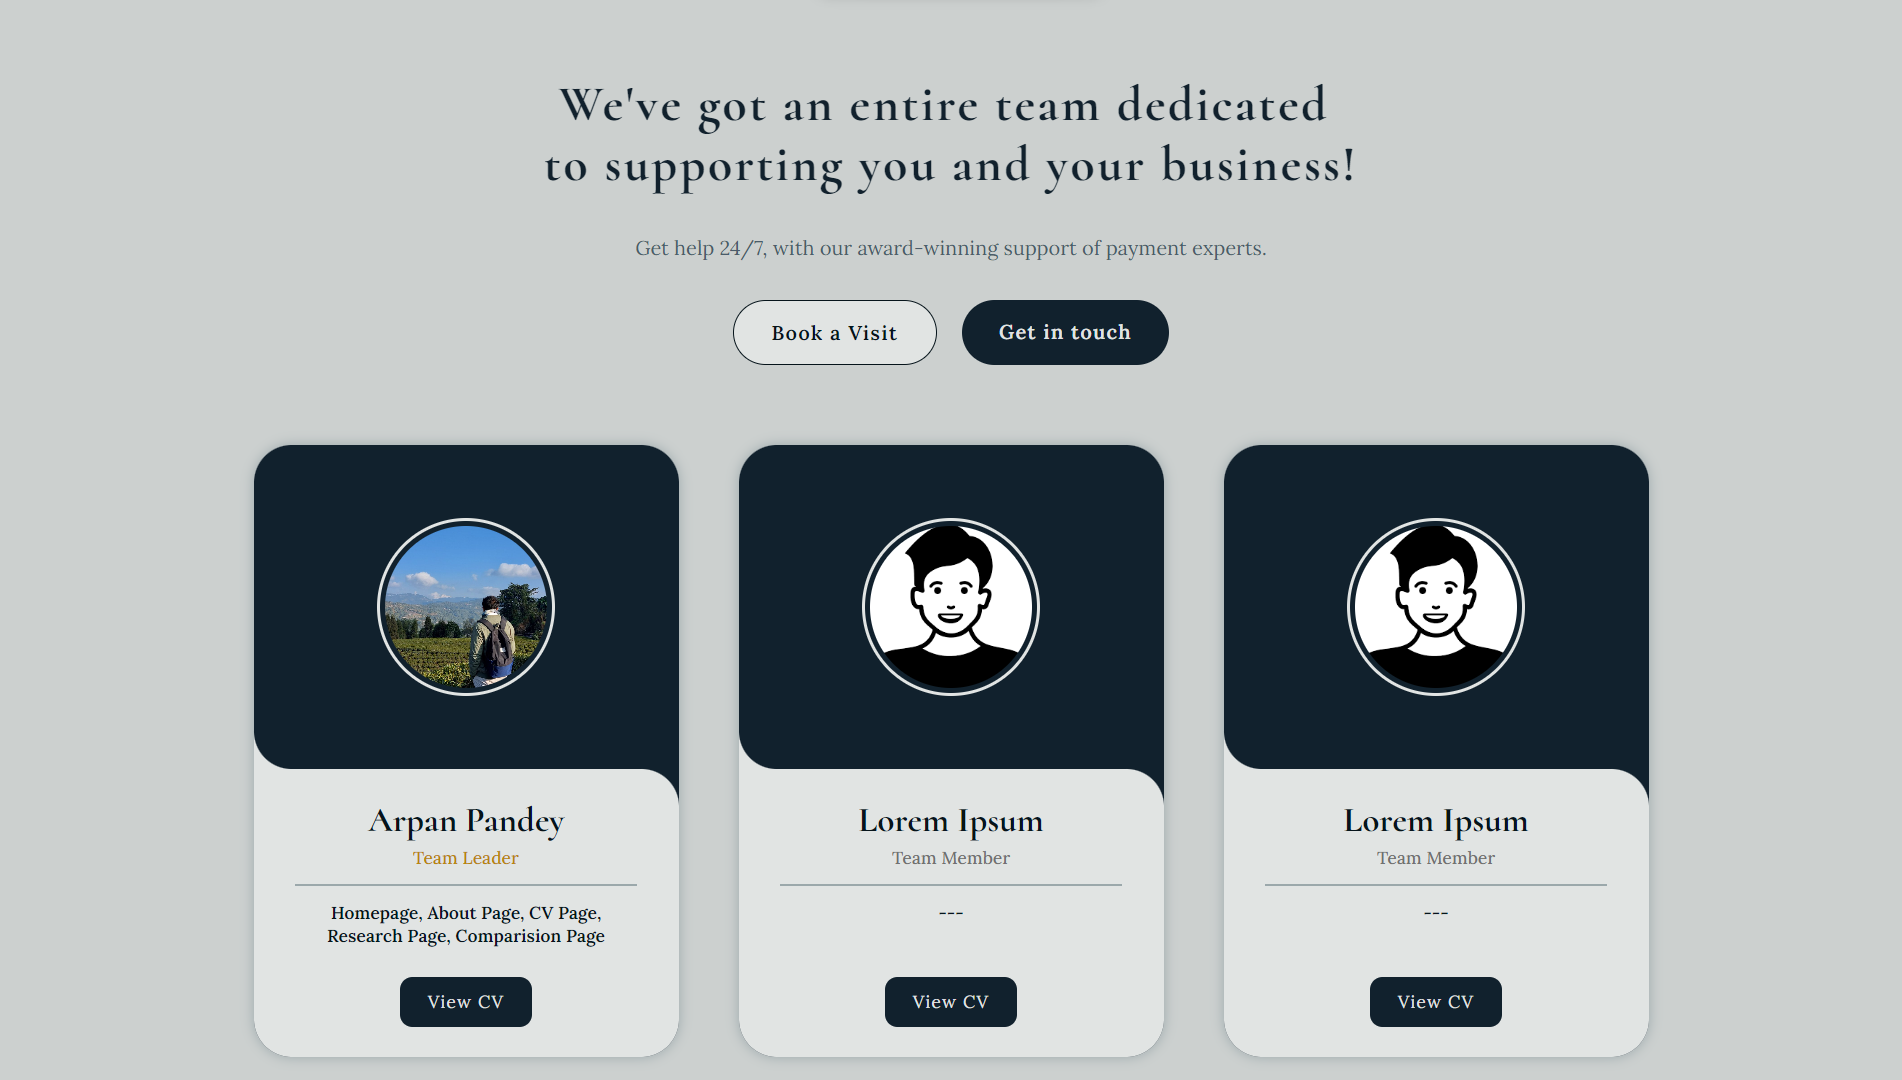 We've got an entire team dedicated
to supporting you and your business!
Get help 24/7, with our award-winning support of payment experts.
Book a Visit
Get in touch
Arpan Pandey
Team Leader
Homepage, About Page, CV Page,
Research Page, Comparision Page
View CV
Lorem Ipsum
Team Member
---
View CV
Lorem Ipsum
Team Member
---
View CV